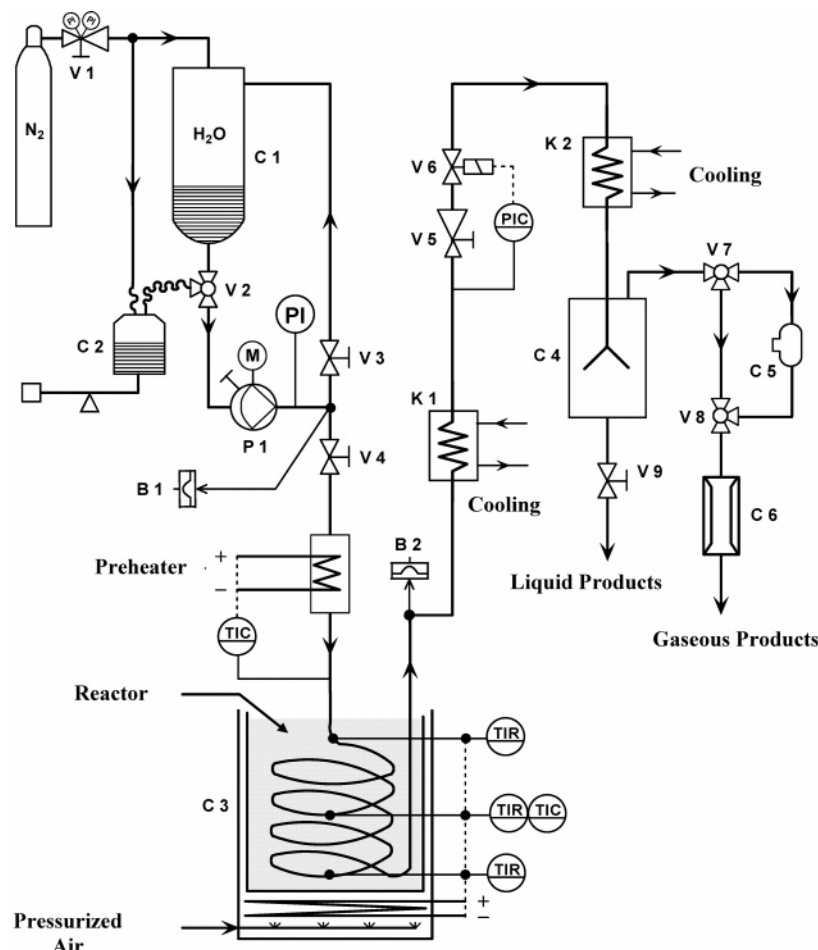 PI PI
V 1
N2
H2O
C 1
V 2
C 2
PI
M
V 3
P 1
V 4
B 1
Preheater
+
−
TIC
Reactor
C 3
Pressurized
Air
V 6
PIC
V 5
K 1
Cooling
B 2
K 2
Cooling
V 7
C 4
C 5
V 8
V 9
C 6
Liquid Products
Gaseous Products
TIR
TIR TIC
TIR
+
−